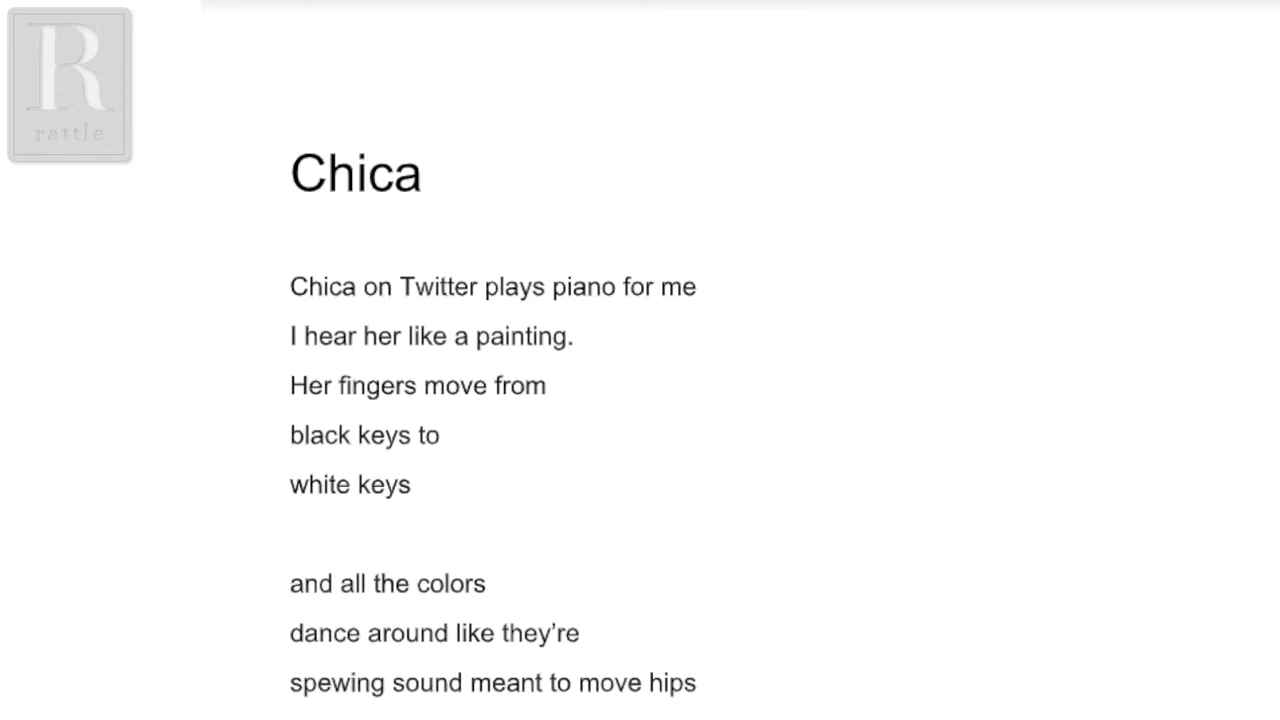 R
rattle
Chica
Chica on Twitter plays piano for me
I hear her like a painting.
Her fingers move from
black keys to
white keys
and all the colors
dance around like they’re
spewing sound meant to move hips